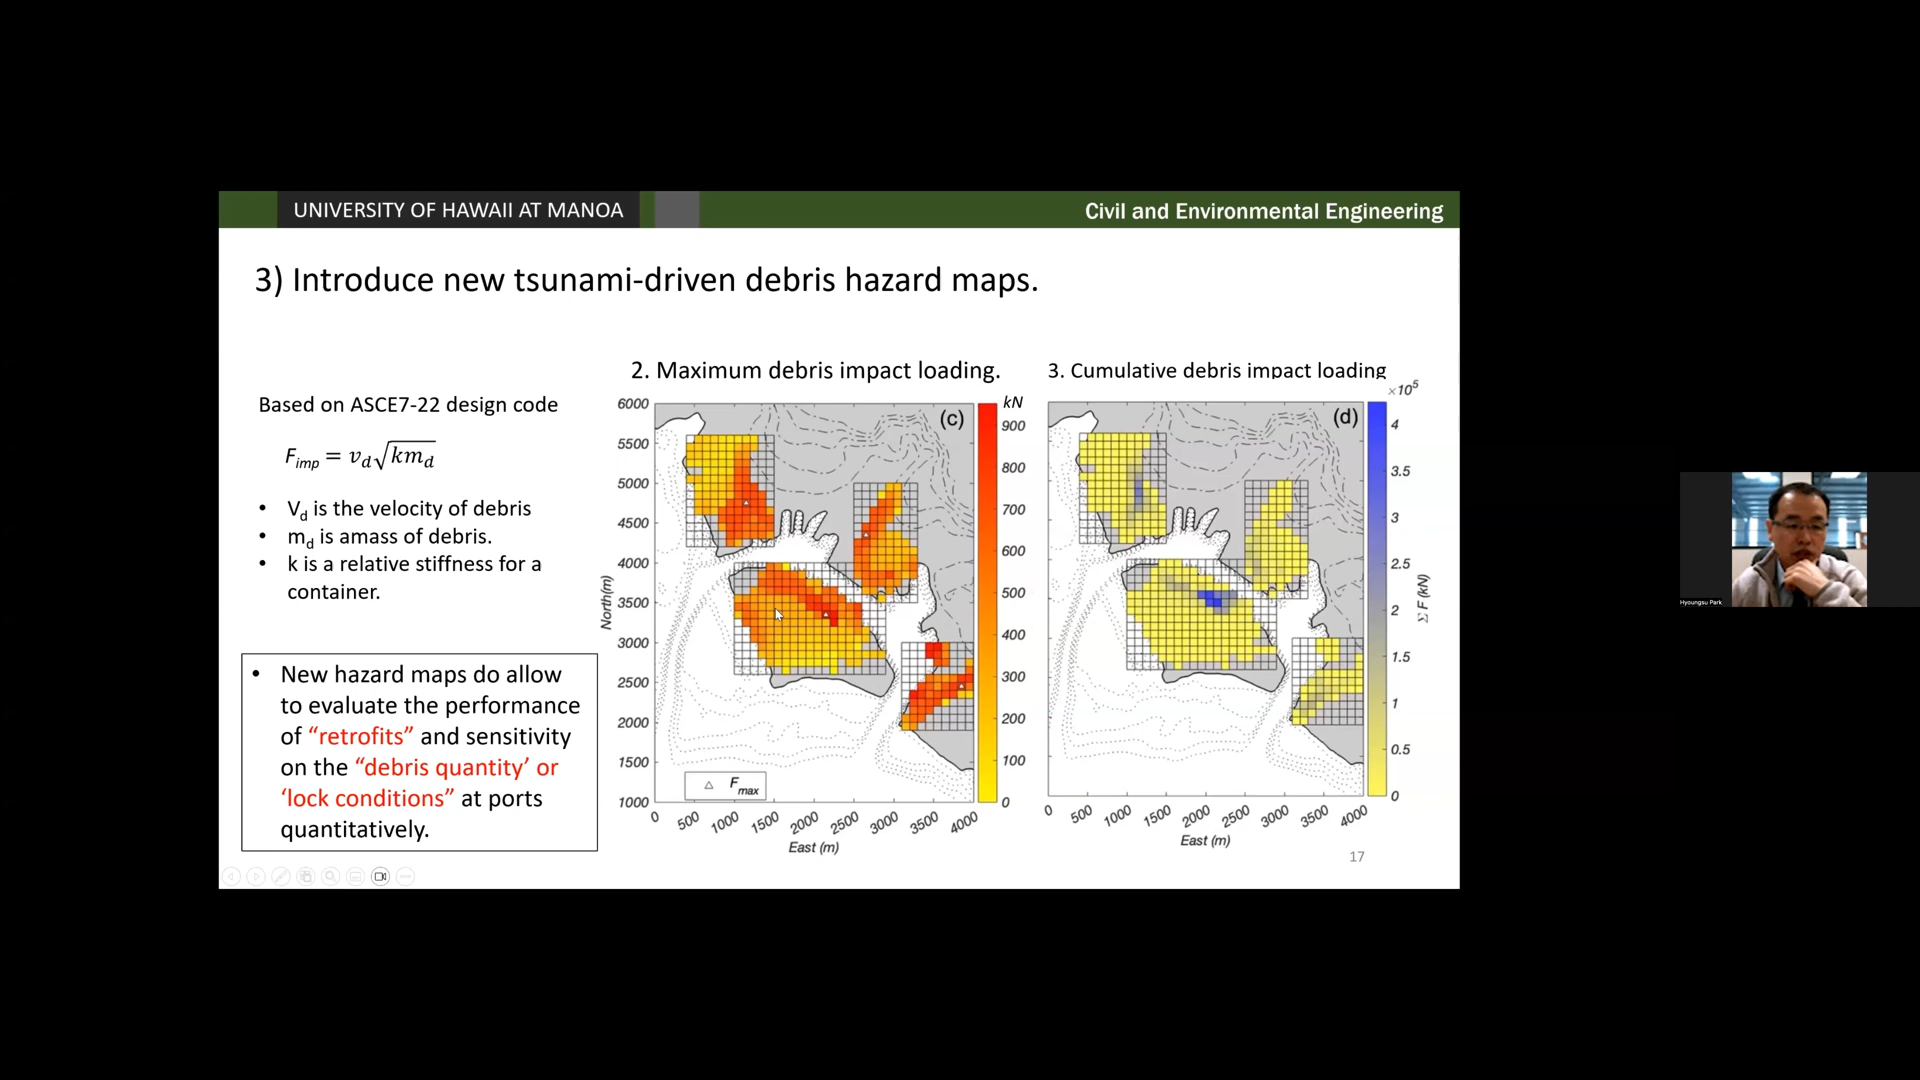 UNIVERSITY OF HAWAII AT MANOA
Civil and Environmental Engineering
3) Introduce new tsunami-driven debris hazard maps.
Based on ASCE7-22 design code
F_imp = v_d√km_d
• V_d is the velocity of debris
• m_d is amass of debris.
• k is a relative stiffness for a
container.
• New hazard maps do allow
to evaluate the performance
of “retrofits” and sensitivity
on the “debris quantity’ or
‘lock conditions” at ports
quantitatively.
2. Maximum debris impact loading.
(c)
kN
6000
5500
5000
4500
4000
3500
3000
2500
2000
1500
1000
North(m)
△ F_max
0 500 1000 1500 2000 2500 3000 3500 4000
East (m)
900
800
700
600
500
400
300
200
100
0
3. Cumulative debris impact loading
×10^5
(d)
4
3.5
3
2.5
2
1.5
1
0.5
0
Σ F (kN)
0 500 1000 1500 2000 2500 3000 3500 4000
East (m)
17
Hyoungsu Park